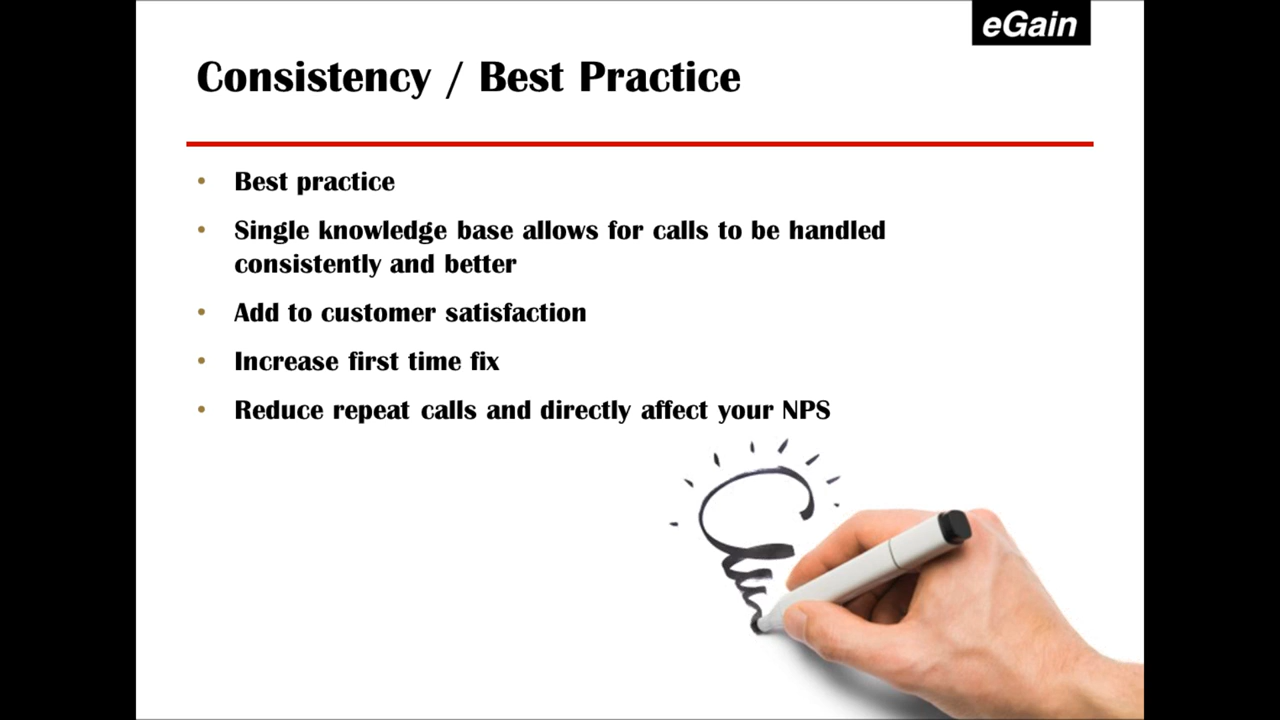 eGain
Consistency / Best Practice
• Best practice
• Single knowledge base allows for calls to be handled
consistently and better
• Add to customer satisfaction
• Increase first time fix
• Reduce repeat calls and directly affect your NPS